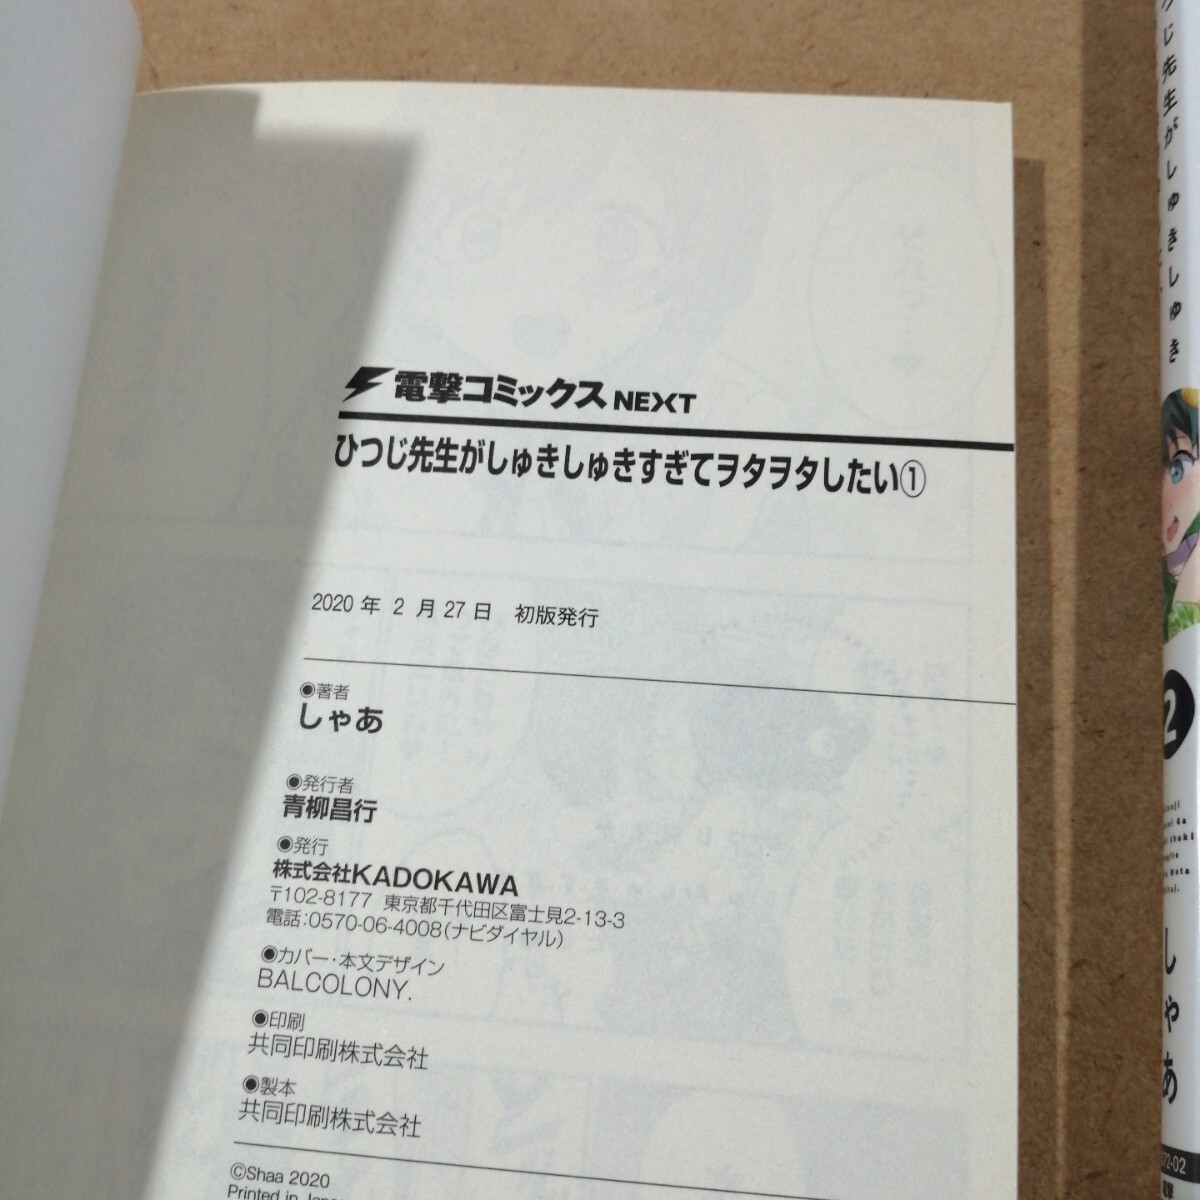 電撃コミックスNEXT
ひつじ先生がしゅきしゅきすぎてヲタヲタしたい①
2020年2月27日 初版発行
◉著者
しゃあ
◉発行者
青柳昌行
◉発行
株式会社KADOKAWA
〒102-8177 東京都千代田区富士見2-13-3
電話:0570-06-4008(ナビダイヤル)
◉カバー・本文デザイン
BALCOLONY.
◉印刷
共同印刷株式会社
◉製本
共同印刷株式会社
©Shaa 2020
Printed in
じ先生がしゅきしゅき
2
しゃあ
72-02
電撃